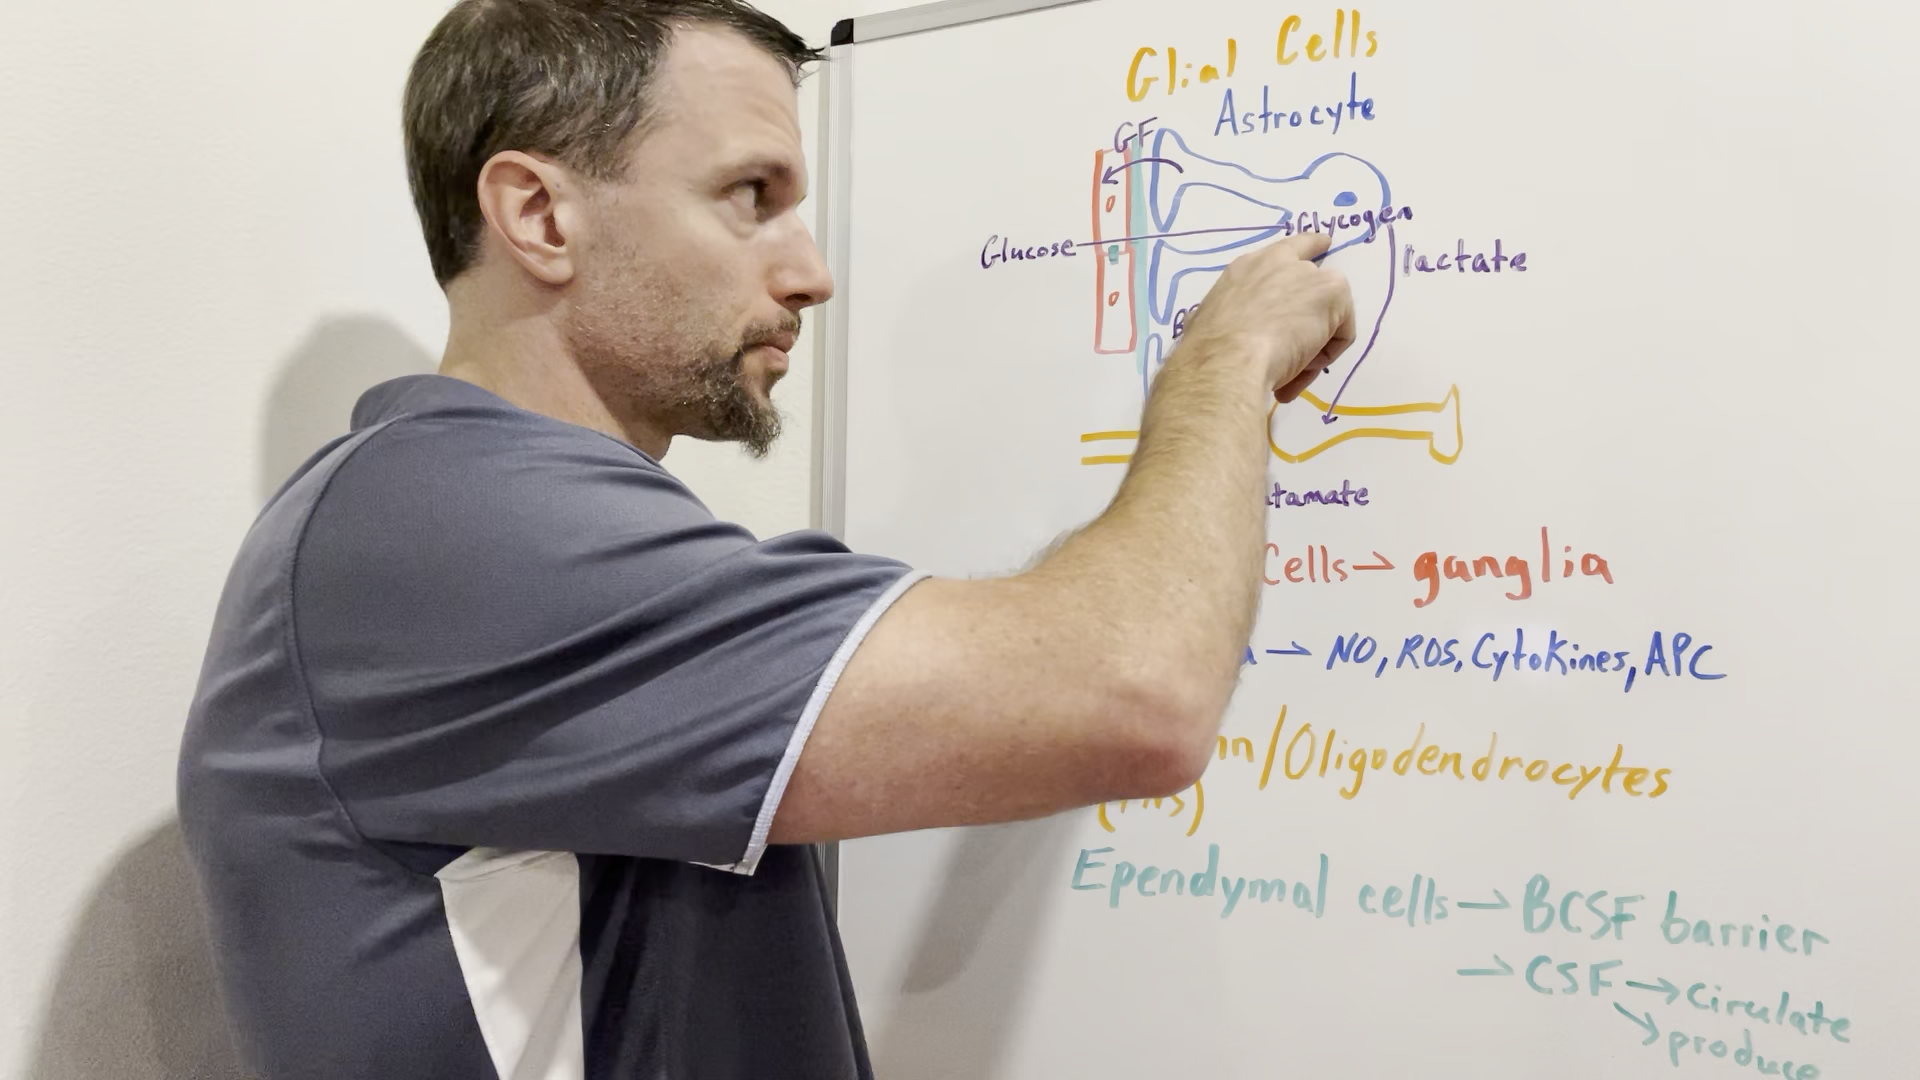 Glial Cells
Astrocyte
GF
Glycogen
Glucose
lactate
Cells → ganglia
→ NO, ROS, Cytokines, APC
/Oligodendrocytes
Ependymal cells → BCSF barrier
→ CSF → circulate
↘ produce